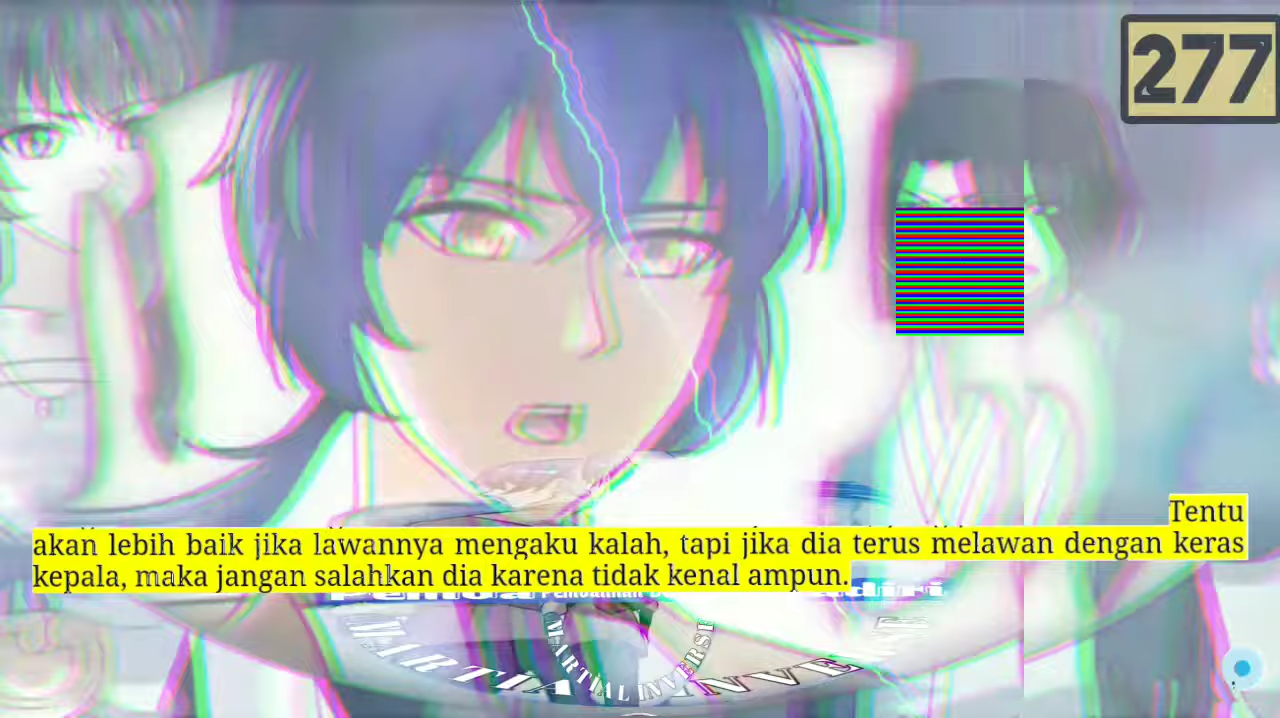 277
Tentu
akan lebih baik jika lawannya mengaku kalah, tapi jika dia terus melawan dengan keras
kepala, maka jangan salahkan dia karena tidak kenal ampun.
MARTIAL INVERSE